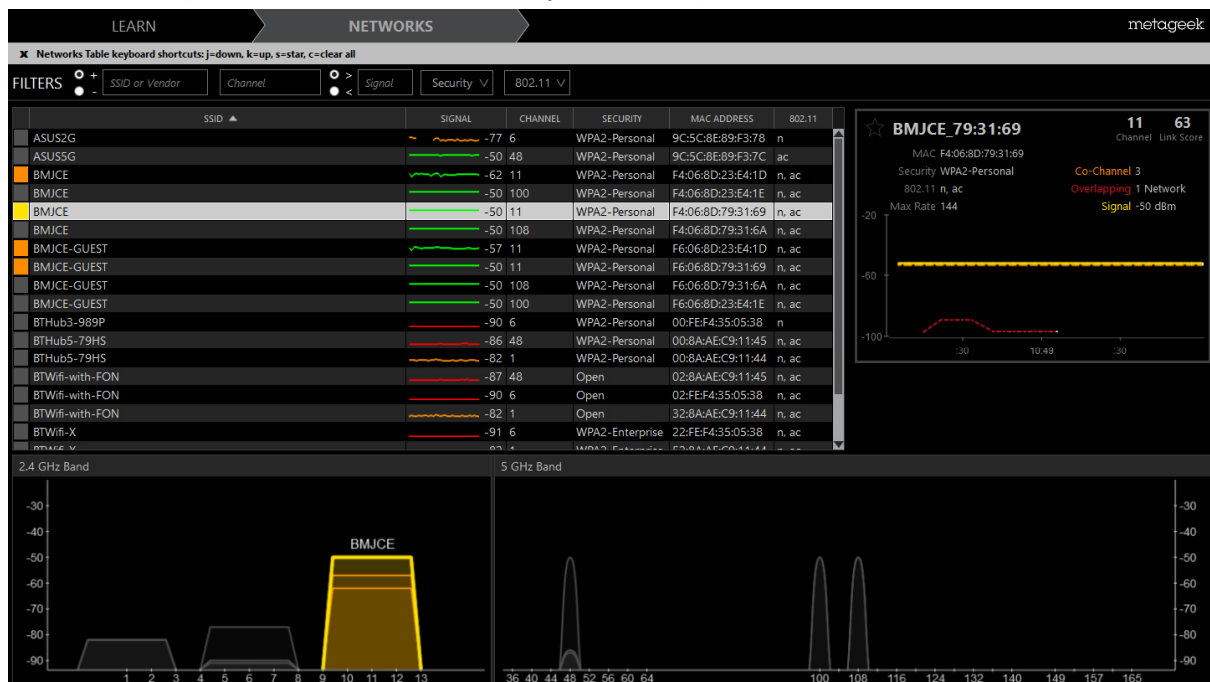 LEARN NETWORKS metageek
x Networks Table keyboard shortcuts: j=down, k=up, s=star, c=clear all
FILTERS + - SSID or Vendor Channel > < Signal Security 802.11
SSID SIGNAL CHANNEL SECURITY MAC ADDRESS 802.11
ASUS2G -77 6 WPA2-Personal 9C:5C:8E:89:F3:78 n
ASUS5G -50 48 WPA2-Personal 9C:5C:8E:89:F3:7C ac
BMJCE -62 11 WPA2-Personal F4:06:8D:23:E4:1D n, ac
BMJCE -50 100 WPA2-Personal F4:06:8D:23:E4:1E n, ac
BMJCE -50 11 WPA2-Personal F4:06:8D:79:31:69 n, ac
BMJCE -50 108 WPA2-Personal F4:06:8D:79:31:6A n, ac
BMJCE-GUEST -57 11 WPA2-Personal F6:06:8D:23:E4:1D n, ac
BMJCE-GUEST -50 11 WPA2-Personal F6:06:8D:79:31:69 n, ac
BMJCE-GUEST -50 108 WPA2-Personal F6:06:8D:79:31:6A n, ac
BMJCE-GUEST -50 100 WPA2-Personal F6:06:8D:23:E4:1E n, ac
BTHub3-989P -90 6 WPA2-Personal 00:FE:F4:35:05:38 n
BTHub5-79HS -86 48 WPA2-Personal 00:8A:AE:C9:11:45 n, ac
BTHub5-79HS -82 1 WPA2-Personal 00:8A:AE:C9:11:44 n, ac
BTWifi-with-FON -87 48 Open 02:8A:AE:C9:11:45 n, ac
BTWifi-with-FON -90 6 Open 02:FE:F4:35:05:38 n, ac
BTWifi-with-FON -82 1 Open 32:8A:AE:C9:11:44 n, ac
BTWifi-X -91 6 WPA2-Enterprise 22:FE:F4:35:05:38 n, ac
BMJCE_79:31:69 11 63
Channel Link Score
MAC F4:06:8D:79:31:69
Security WPA2-Personal Co-Channel 3
802.11 n, ac Overlapping 1 Network
Max Rate 144 Signal -50 dBm
-20
-60
-100
:30 10:49 :30
2.4 GHz Band 5 GHz Band
-30 -30
-40 -40
BMJCE
-50 -50
-60 -60
-70 -70
-80 -80
-90 -90
1 2 3 4 5 6 7 8 9 10 11 12 13 36 40 44 48 52 56 60 64 100 108 116 124 132 140 149 157 165